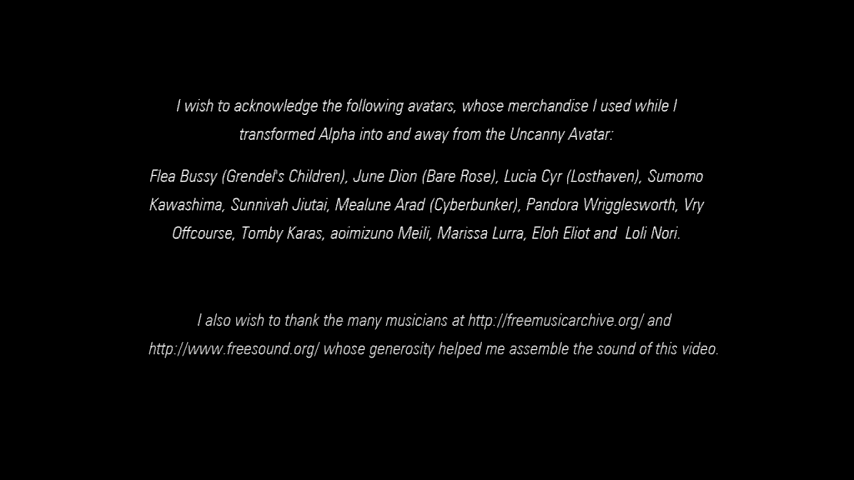 I wish to acknowledge the following avatars, whose merchandise I used while I
transformed Alpha into and away from the Uncanny Avatar:
Flea Bussy (Grendel's Children), June Dion (Bare Rose), Lucia Cyr (Losthaven), Sumomo
Kawashima, Sunnivah Jiutai, Mealune Arad (Cyberbunker), Pandora Wrigglesworth, Vry
Offcourse, Tomby Karas, aoimizuno Meili, Marissa Lurra, Eloh Eliot and  Loli Nori.
I also wish to thank the many musicians at http://freemusicarchive.org/ and
http://www.freesound.org/ whose generosity helped me assemble the sound of this video.